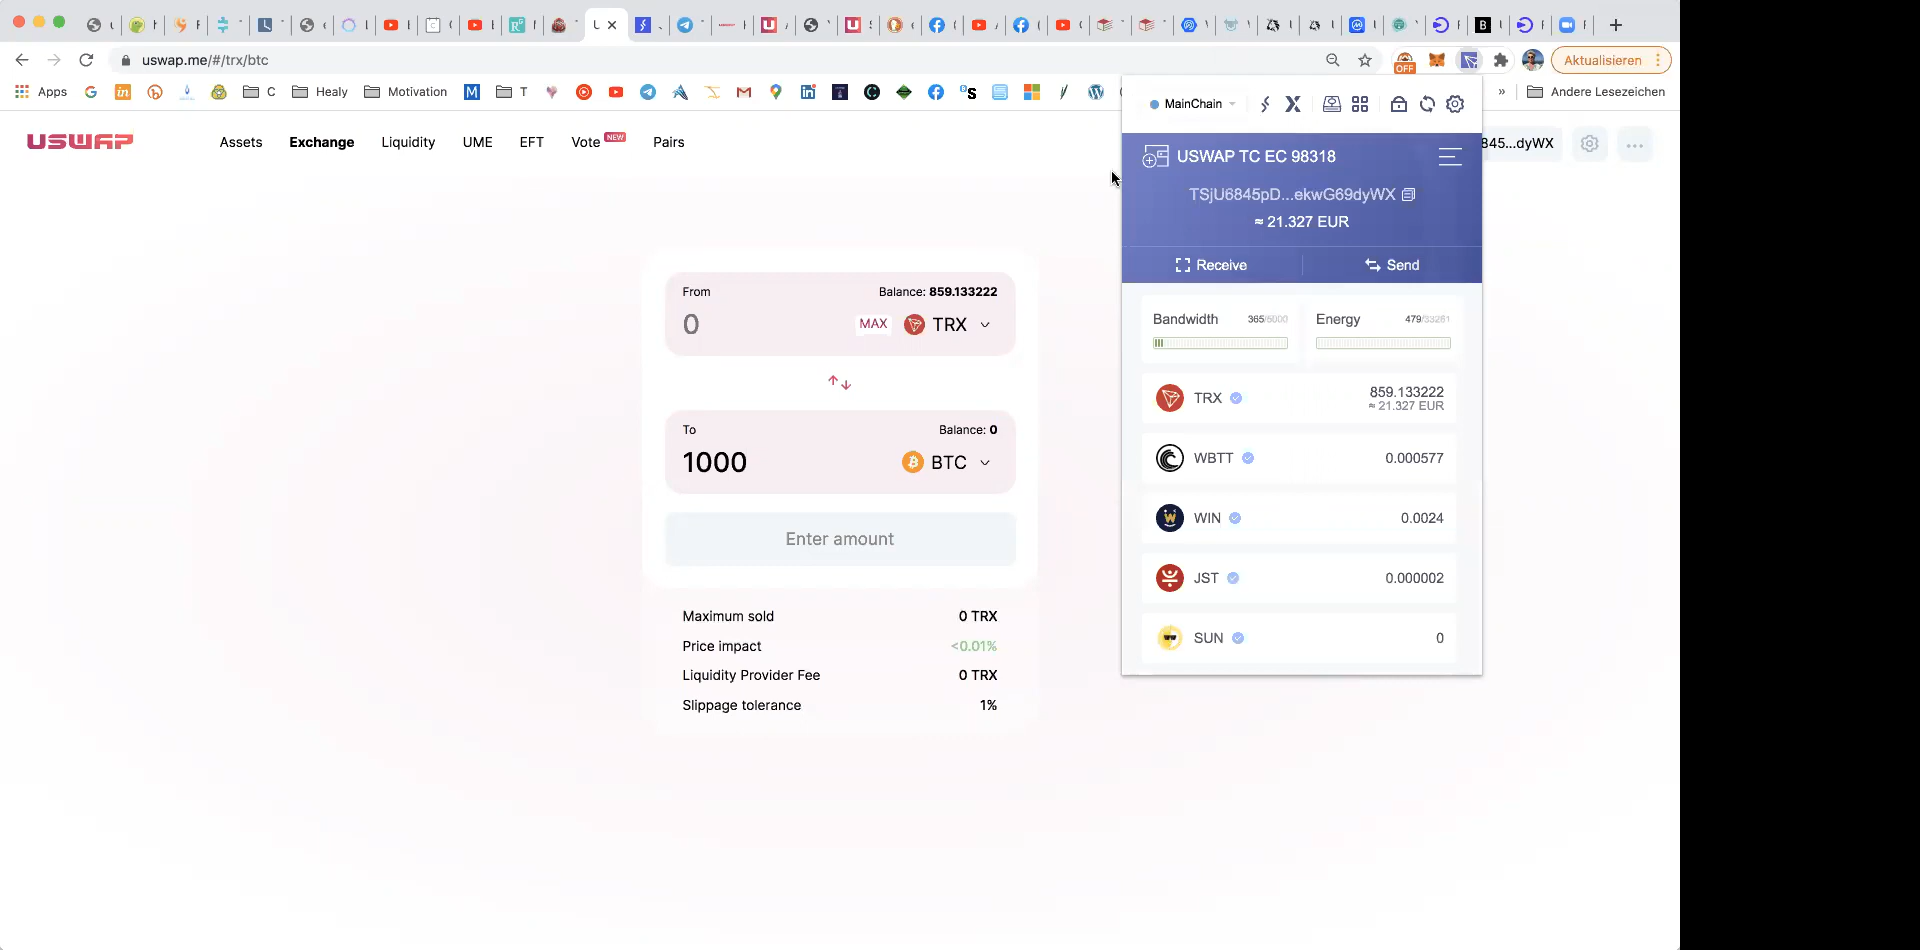 uswap.me/#/trx/btc
OFF
Aktualisieren
Apps
C
Healy
Motivation
T
»
Andere Lesezeichen
MainChain
USWAP
Assets
Exchange
Liquidity
UME
EFT
Vote NEW
Pairs
845...dyWX
USWAP TC EC 98318
TSjU6845pD...ekwG69dyWX
≈ 21.327 EUR
Receive
Send
From
Balance: 859.133222
0
MAX
TRX
To
Balance: 0
1000
BTC
Enter amount
Maximum sold
0 TRX
Price impact
<0.01%
Liquidity Provider Fee
0 TRX
Slippage tolerance
1%
Bandwidth
365/5000
Energy
479/33261
TRX
859.133222
≈ 21.327 EUR
WBTT
0.000577
WIN
0.0024
JST
0.000002
SUN
0